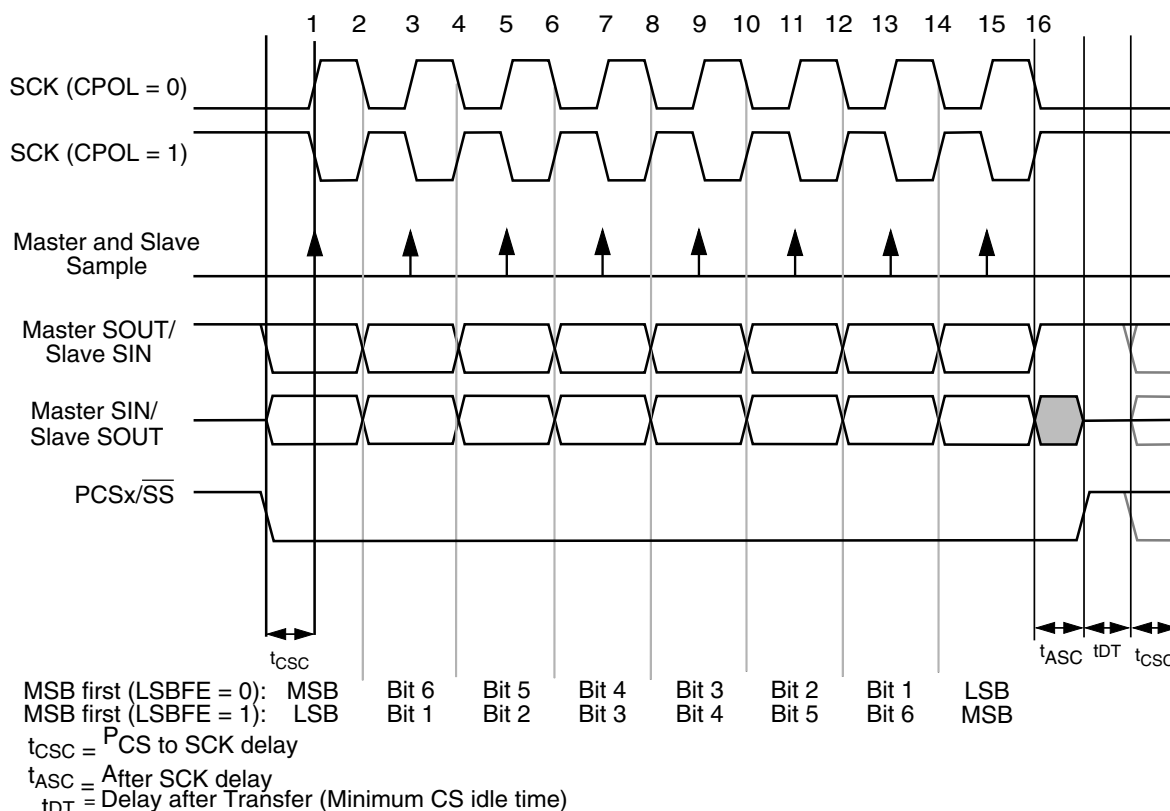 1 2 3 4 5 6 7 8 9 10 11 12 13 14 15 16
SCK (CPOL = 0)
SCK (CPOL = 1)
Master and Slave
Sample
Master SOUT/
Slave SIN
Master SIN/
Slave SOUT
PCSx/SS
tCSC
tASC tDT tCSC
MSB first (LSBFE = 0): MSB Bit 6 Bit 5 Bit 4 Bit 3 Bit 2 Bit 1 LSB
MSB first (LSBFE = 1): LSB Bit 1 Bit 2 Bit 3 Bit 4 Bit 5 Bit 6 MSB
tCSC = PCS to SCK delay
tASC = After SCK delay
tDT = Delay after Transfer (Minimum CS idle time)